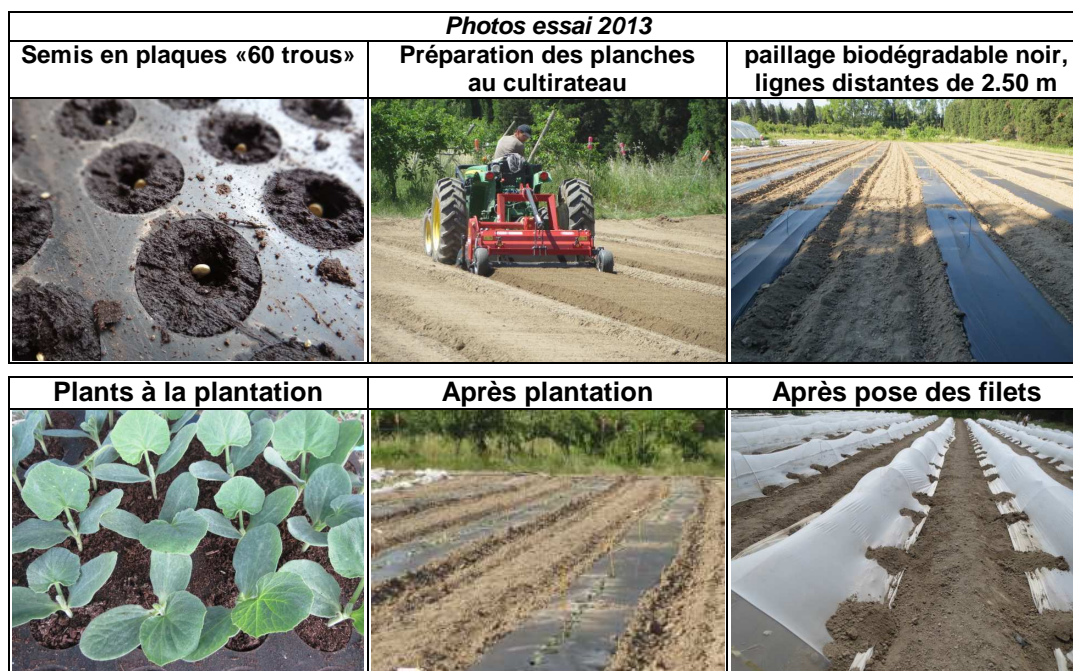 Photos essai 2013
Semis en plaques «60 trous»
Préparation des planches
au cultirateau
paillage biodégradable noir,
lignes distantes de 2.50 m
Plants à la plantation
Après plantation
Après pose des filets